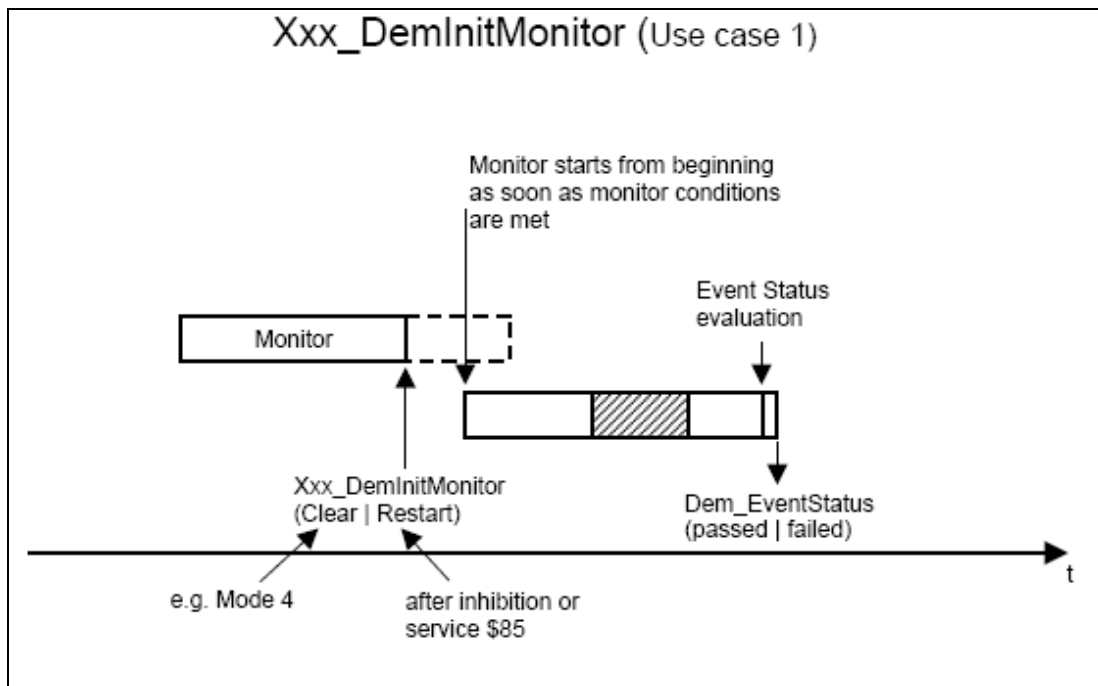 Xxx_DemInitMonitor (Use case 1)
Monitor starts from beginning
as soon as monitor conditions
are met
Event Status
evaluation
Monitor
Xxx_DemInitMonitor
(Clear | Restart)
Dem_EventStatus
(passed | failed)
t
e.g. Mode 4
after inhibition or
service $85